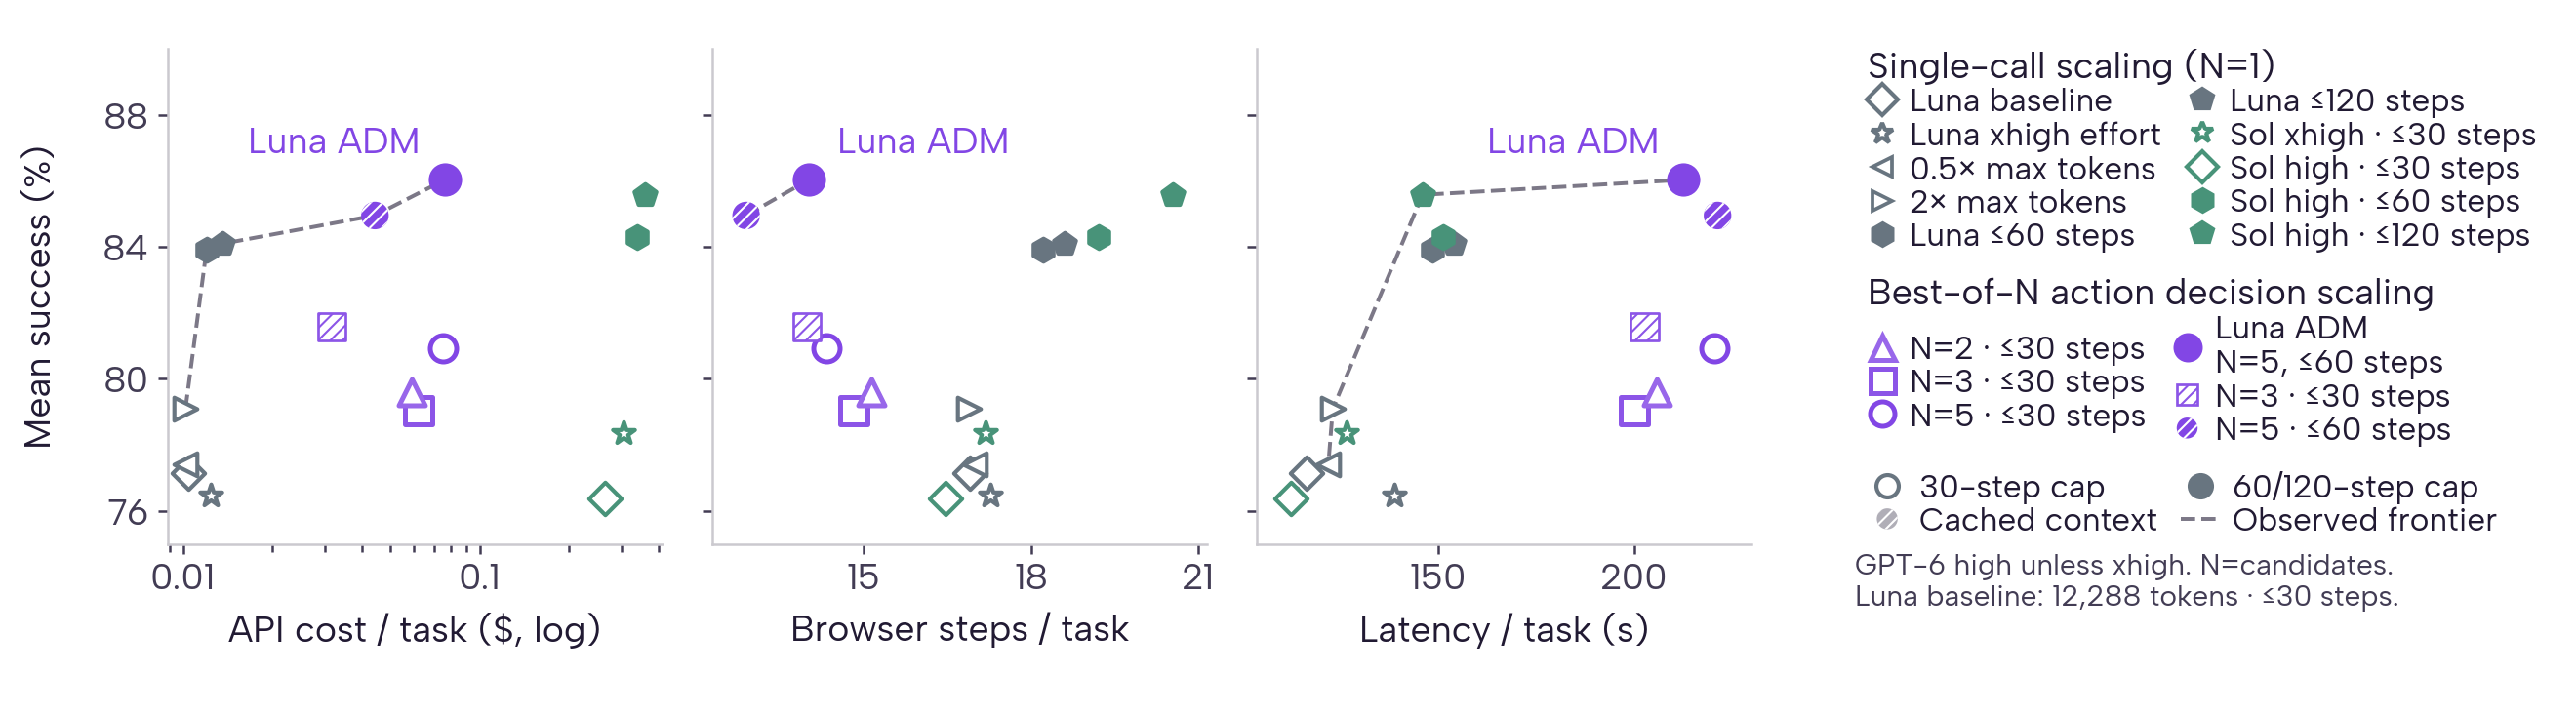 Mean success (%)
88
84
80
76
Luna ADM
0.01
0.1
API cost / task ($, log)
Luna ADM
15
18
21
Browser steps / task
Luna ADM
150
200
Latency / task (s)
Single-call scaling (N=1)
Luna baseline
Luna xhigh effort
0.5× max tokens
2× max tokens
Luna ≤60 steps
Luna ≤120 steps
Sol xhigh · ≤30 steps
Sol high · ≤30 steps
Sol high · ≤60 steps
Sol high · ≤120 steps
Best-of-N action decision scaling
N=2 · ≤30 steps
N=3 · ≤30 steps
N=5 · ≤30 steps
Luna ADM
N=5, ≤60 steps
N=3 · ≤30 steps
N=5 · ≤60 steps
30-step cap
Cached context
60/120-step cap
Observed frontier
GPT-6 high unless xhigh. N=candidates.
Luna baseline: 12,288 tokens · ≤30 steps.